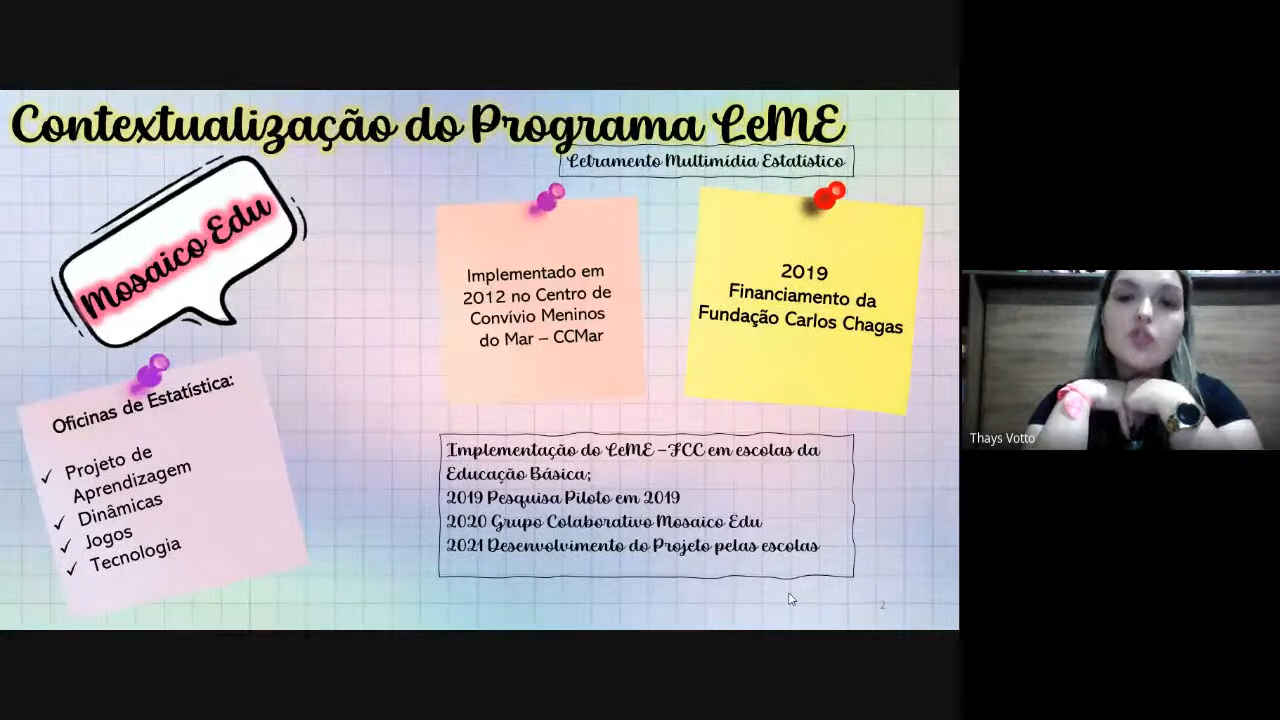 Contextualização do Programa LeME
Letramento Multimídia Estatístico
Mosaico Edu
Oficinas de Estatística:
✓ Projeto de
Aprendizagem
✓ Dinâmicas
✓ Jogos
✓ Tecnologia
Implementado em
2012 no Centro de
Convívio Meninos
do Mar – CCMar
2019
Financiamento da
Fundação Carlos Chagas
Implementação do LeME –FCC em escolas da
Educação Básica;
2019 Pesquisa Piloto em 2019
2020 Grupo Colaborativo Mosaico Edu
2021 Desenvolvimento do Projeto pelas escolas
2
Thays Votto